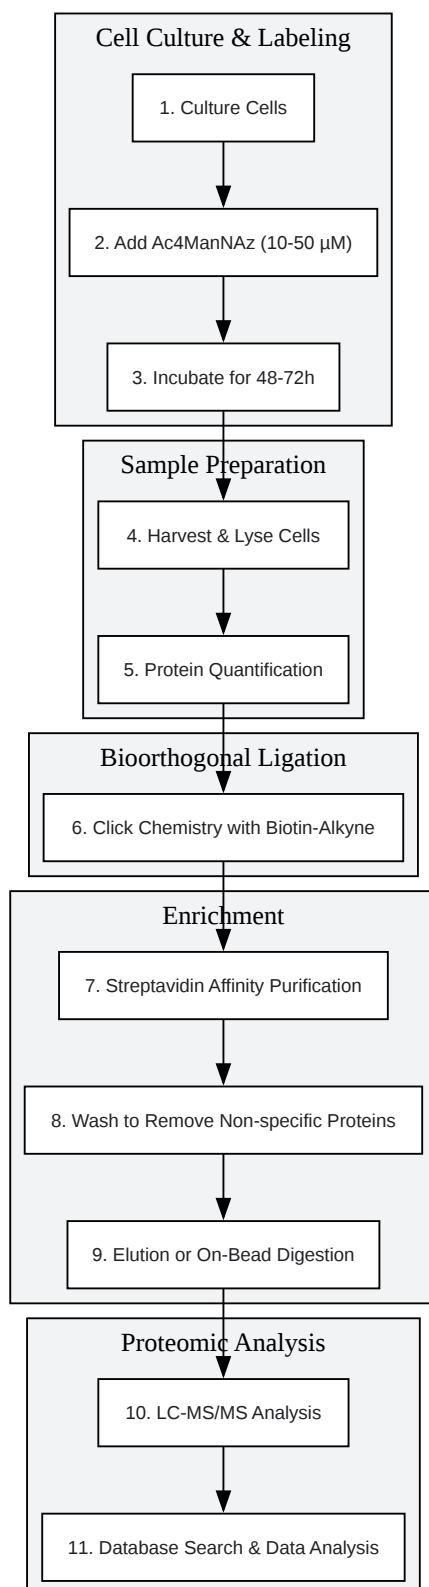 Cell Culture & Labeling
1. Culture Cells
2. Add Ac4ManNAz (10-50 µM)
3. Incubate for 48-72h
Sample Preparation
4. Harvest & Lyse Cells
5. Protein Quantification
Bioorthogonal Ligation
6. Click Chemistry with Biotin-Alkyne
Enrichment
7. Streptavidin Affinity Purification
8. Wash to Remove Non-specific Proteins
9. Elution or On-Bead Digestion
Proteomic Analysis
10. LC-MS/MS Analysis
11. Database Search & Data Analysis